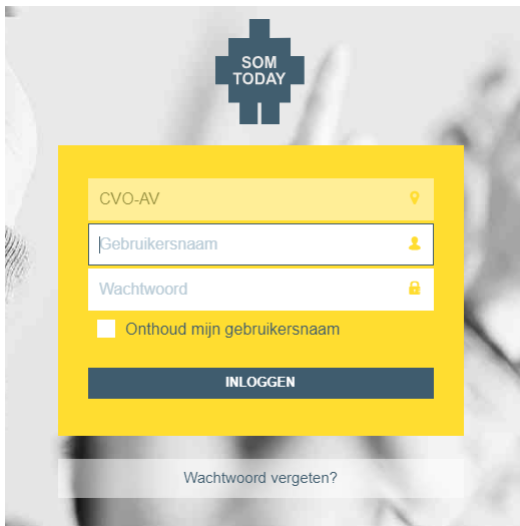 SOM
TODAY
CVO-AV
Gebruikersnaam
Wachtwoord
Onthoud mijn gebruikersnaam
INLOGGEN
Wachtwoord vergeten?